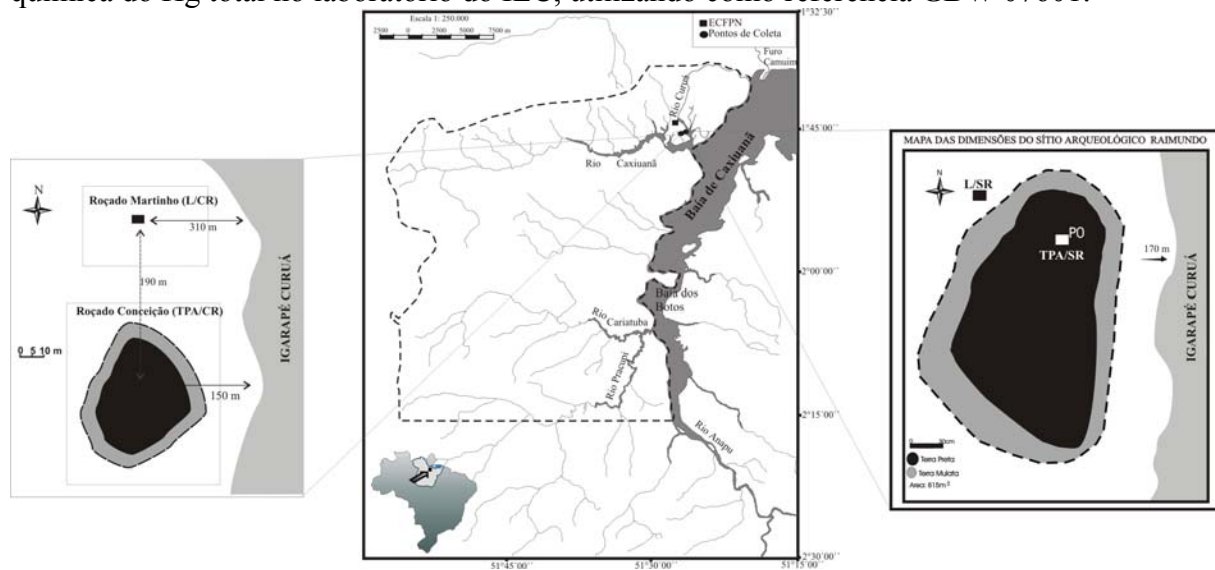 química do Hg total no laboratório do IEC, utilizando como referência GBW 07601.
N
Roçado Martinho (L/CR)
310 m
190m
Roçado Conceição (TPA/CR)
0 5 10 m
150 m
IGARAPÉ CURUÁ
Escala 1: 250.000
2500 0 2500 5000 7500 m
ECFPN
Pontos de Coleta
Furo
Camuim
Rio Curuá
Rio Caxiuanã
Baía de Caxiuanã
Baía dos
Botos
Rio
Cariatuba
Rio Pracupí
Rio Anapu
1°32'30''
1°45'00''
2°00'00''
2°15'00''
2°30'00''
51°45'00''
51°30'00''
51°15'00''
MAPA DAS DIMENSÕES DO SÍTIO ARQUEOLÓGICO RAIMUNDO
N
L/SR
PO
TPA/SR
170 m
IGARAPÉ CURUÁ
Terra Preta
Terra Mulata
Area: 615m²